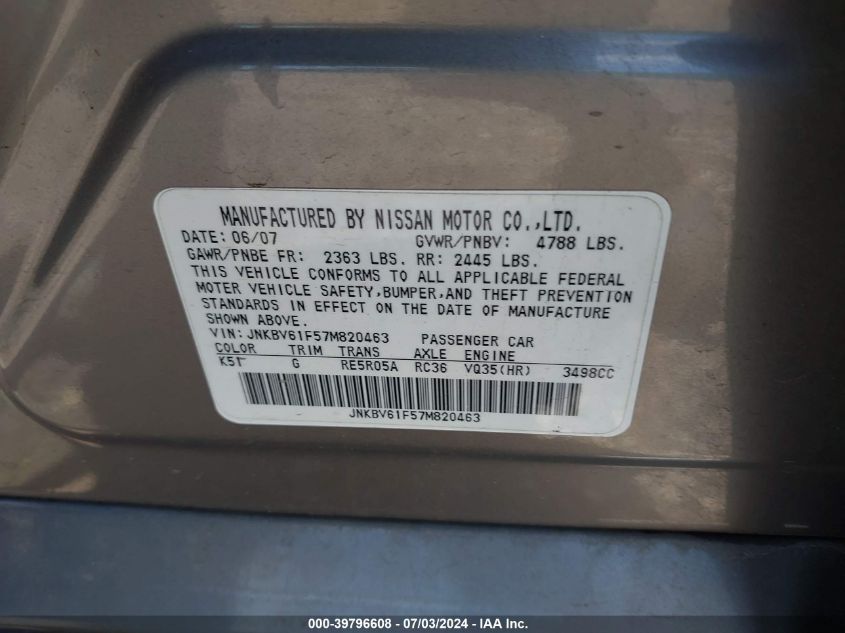 MANUFACTURED BY NISSAN MOTOR CO.,LTD.
DATE: 06/07 GVWR/PNBV: 4788 LBS.
GAWR/PNBE FR: 2363 LBS. RR: 2445 LBS.
THIS VEHICLE CONFORMS TO ALL APPLICABLE FEDERAL
MOTER VEHICLE SAFETY,BUMPER,AND THEFT PREVENTION
STANDARDS IN EFFECT ON THE DATE OF MANUFACTURE
SHOWN ABOVE.
VIN: JNKBV61F57M820463 PASSENGER CAR
COLOR TRIM TRANS AXLE ENGINE
G RE5R05A RC36 VQ35(HR) 3498CC
JNKBV61F57M820463
000-39796608 - 07/03/2024 - IAA Inc.